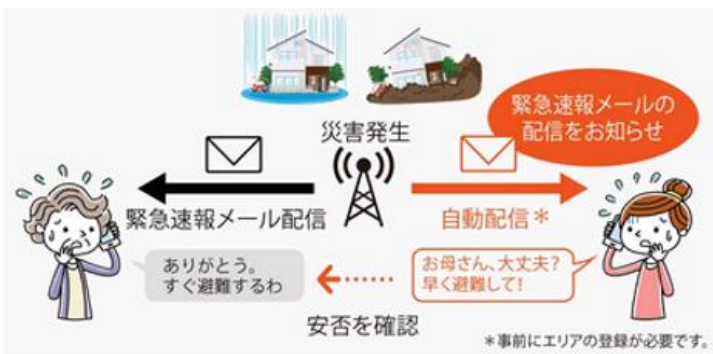 緊急速報メールの
配信をお知らせ
災害発生
緊急速報メール配信
自動配信＊
ありがとう。
すぐ避難するわ
お母さん、大丈夫？
早く避難して！
安否を確認
＊事前にエリアの登録が必要です。